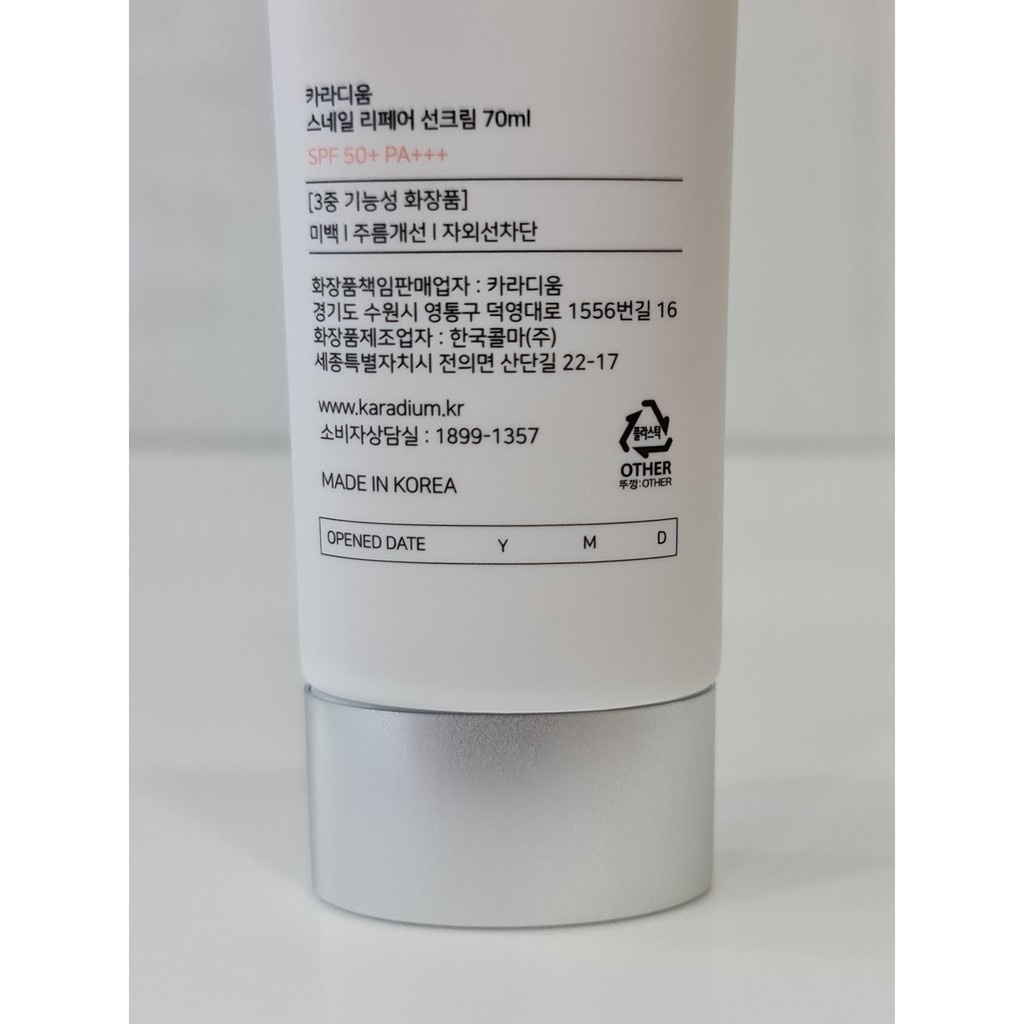 카라디움
스네일 리페어 선크림 70ml
SPF 50+ PA+++
[3중 기능성 화장품]
미백 l 주름개선 l 자외선차단
화장품책임판매업자 : 카라디움
경기도 수원시 영통구 덕영대로 1556번길 16
화장품제조업자 : 한국콜마(주)
세종특별자치시 전의면 산단길 22-17
www.karadium.kr
소비자상담실 : 1899-1357
플라스틱
OTHER
뚜껑:OTHER
MADE IN KOREA
OPENED DATE Y M D